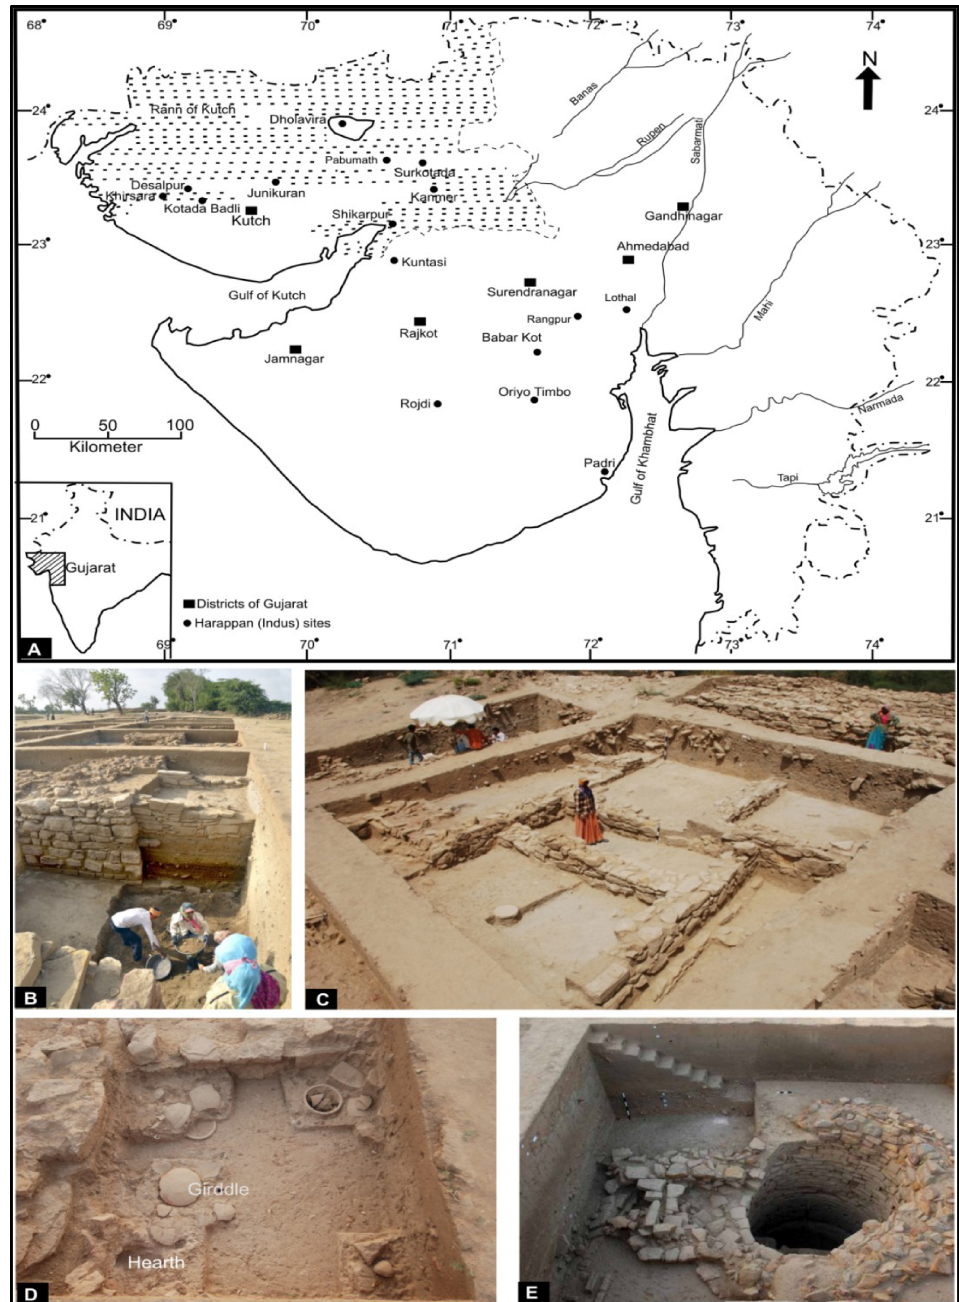 68° 69° 70° 71° 72° 73° 74°
N
24° 24°
Banas
Rann of Kutch
Dholavira
Rupen
Sabarmati
Pabumath
Surkotada
Desalpur
Junikuran
Khirsara
Kanmer
Kotada Badli
Kutch
Shikarpur
Gandhinagar
23° 23°
Ahmedabad
Kuntasi
Gulf of Kutch
Surendranagar
Lothal
Mahi
Rangpur
Rajkot
Babar Kot
Jamnagar
22° 22°
Oriyo Timbo
Rojdi
Narmada
0 50 100
Kilometer
Padri
Gulf of Khambhat
Tapi
INDIA
21° 21°
Gujarat
Districts of Gujarat
Harappan (Indus) sites
A
69° 70° 71° 72° 73° 74°
B
C
Girddle
Hearth
D
E